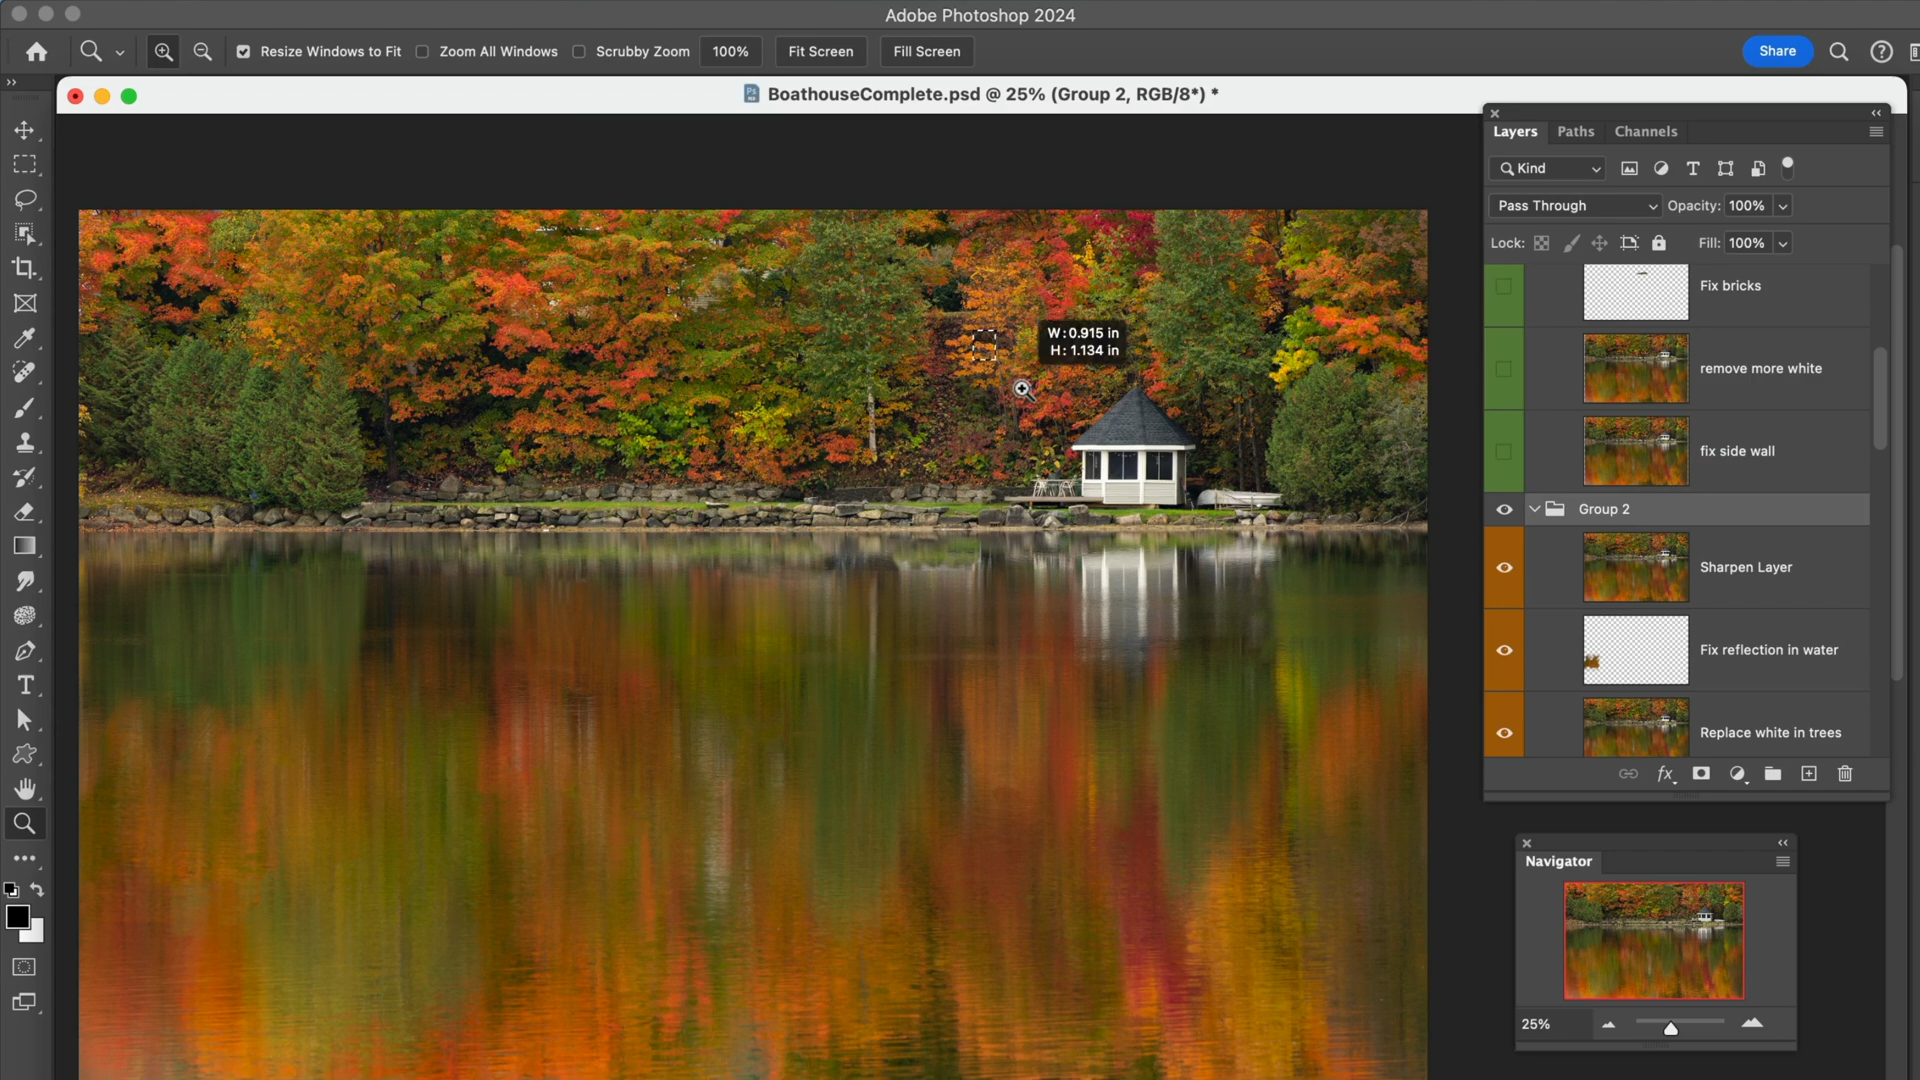 Adobe Photoshop 2024
Resize Windows to Fit
Zoom All Windows
Scrubby Zoom
100%
Fit Screen
Fill Screen
Share
BoathouseComplete.psd @ 25% (Group 2, RGB/8*) *
Layers
Paths
Channels
Kind
Pass Through
Opacity: 100%
Lock:
Fill: 100%
Fix bricks
remove more white
fix side wall
Group 2
Sharpen Layer
Fix reflection in water
Replace white in trees
fx
W: 0.915 in
H: 1.134 in
Navigator
25%